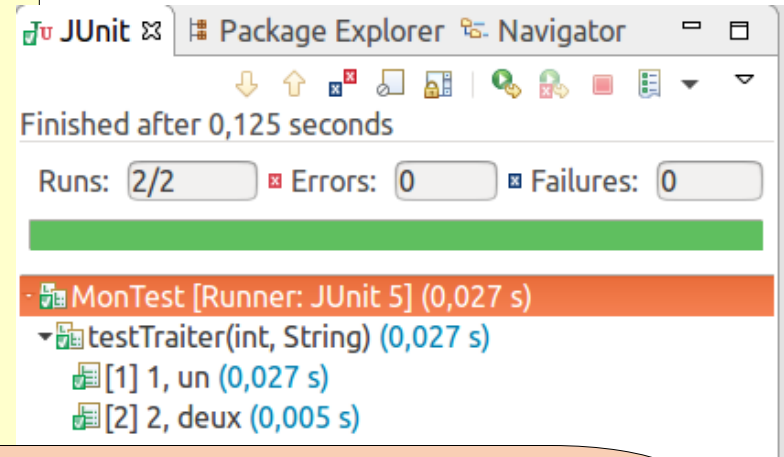 JUnit Package Explorer Navigator
Finished after 0,125 seconds
Runs: 2/2 Errors: 0 Failures: 0
MonTest [Runner: JUnit 5] (0,027 s)
testTraiter(int, String) (0,027 s)
[1] 1, un (0,027 s)
[2] 2, deux (0,005 s)